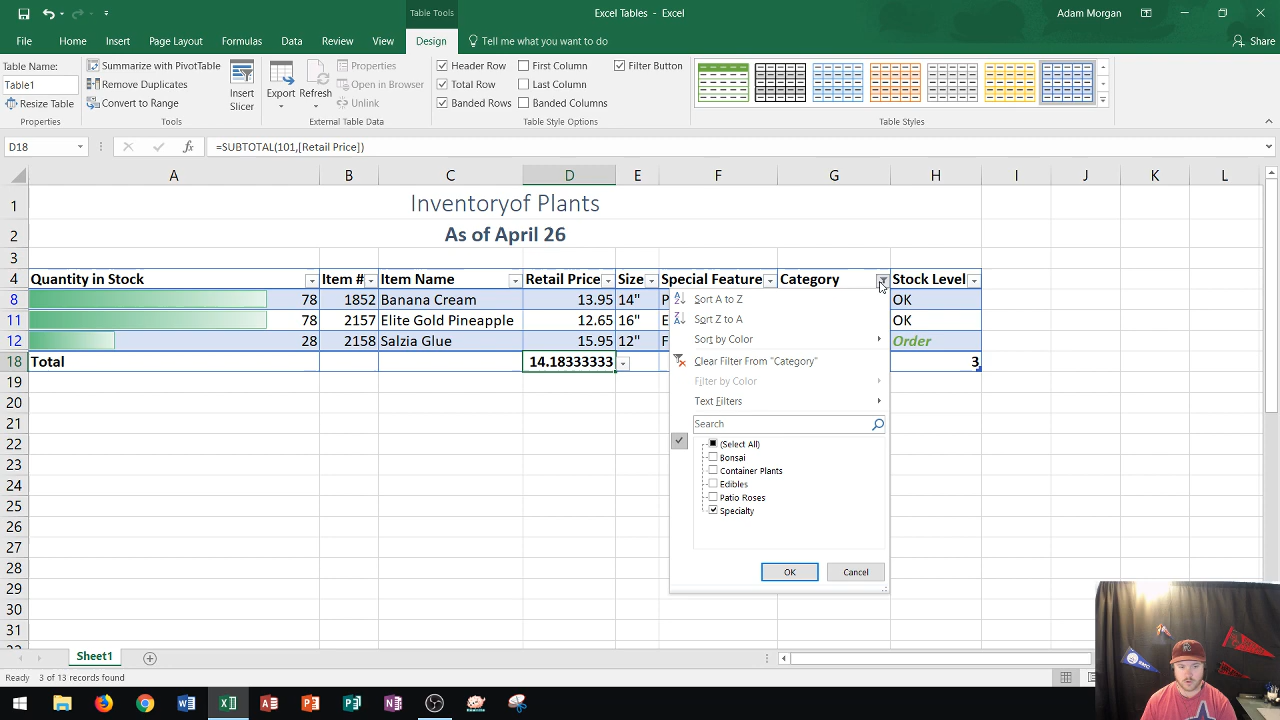 Table Tools
Excel Tables - Excel
Adam Morgan
File Home Insert Page Layout Formulas Data Review View Design Tell me what you want to do Share
Table Name:
Table1
Resize Table
Properties
Summarize with PivotTable
Remove Duplicates
Convert to Range
Insert
Slicer
Tools
Export
Refresh
Properties
Open in Browser
Unlink
External Table Data
Header Row First Column Filter Button
Total Row Last Column
Banded Rows Banded Columns
Table Style Options
Table Styles
D18 fx =SUBTOTAL(101,[Retail Price])
A B C D E F G H I J K L
1 Inventoryof Plants
2 As of April 26
3
4 Quantity in Stock Item # Item Name Retail Price Size Special Feature Category Stock Level
8 78 1852 Banana Cream 13.95 14" P OK
11 78 2157 Elite Gold Pineapple 12.65 16" E OK
12 28 2158 Salzia Glue 15.95 12" F Order
18 Total 14.18333333 3
19
20
21
22
23
24
25
26
27
28
29
30
31
Sort A to Z
Sort Z to A
Sort by Color
Clear Filter From "Category"
Filter by Color
Text Filters
Search
(Select All)
Bonsai
Container Plants
Edibles
Patio Roses
Specialty
OK Cancel
Sheet1
Ready 3 of 13 records found